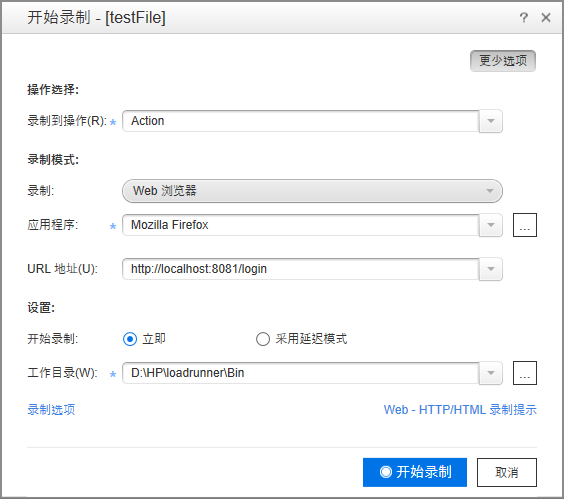 开始录制 - [testFile]
?
更少选项
操作选择:
录制到操作(R): * Action
录制模式:
录制: Web 浏览器
应用程序: * Mozilla Firefox ...
URL 地址(U): http://localhost:8081/login
设置:
开始录制: 立即 采用延迟模式
工作目录(W): * D:\HP\loadrunner\Bin ...
录制选项 Web - HTTP/HTML 录制提示
开始录制 取消